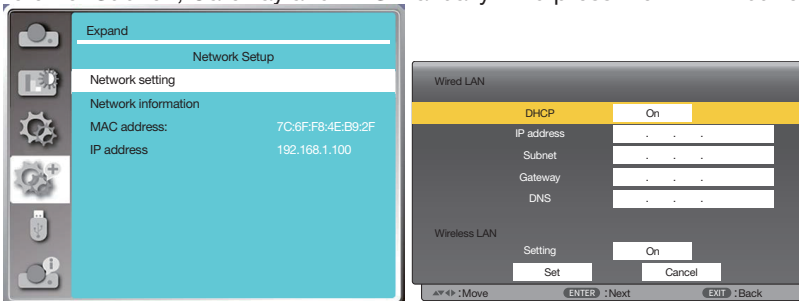 Expand
Network Setup
Network setting
Network information
MAC address: 7C:6F:F8:4E:B9:2F
IP address 192.168.1.100
Wired LAN
DHCP On
IP address . . .
Subnet . . .
Gateway . . .
DNS . . .
Wireless LAN
Setting On
Set Cancel
:Move ENTER :Next EXIT :Back